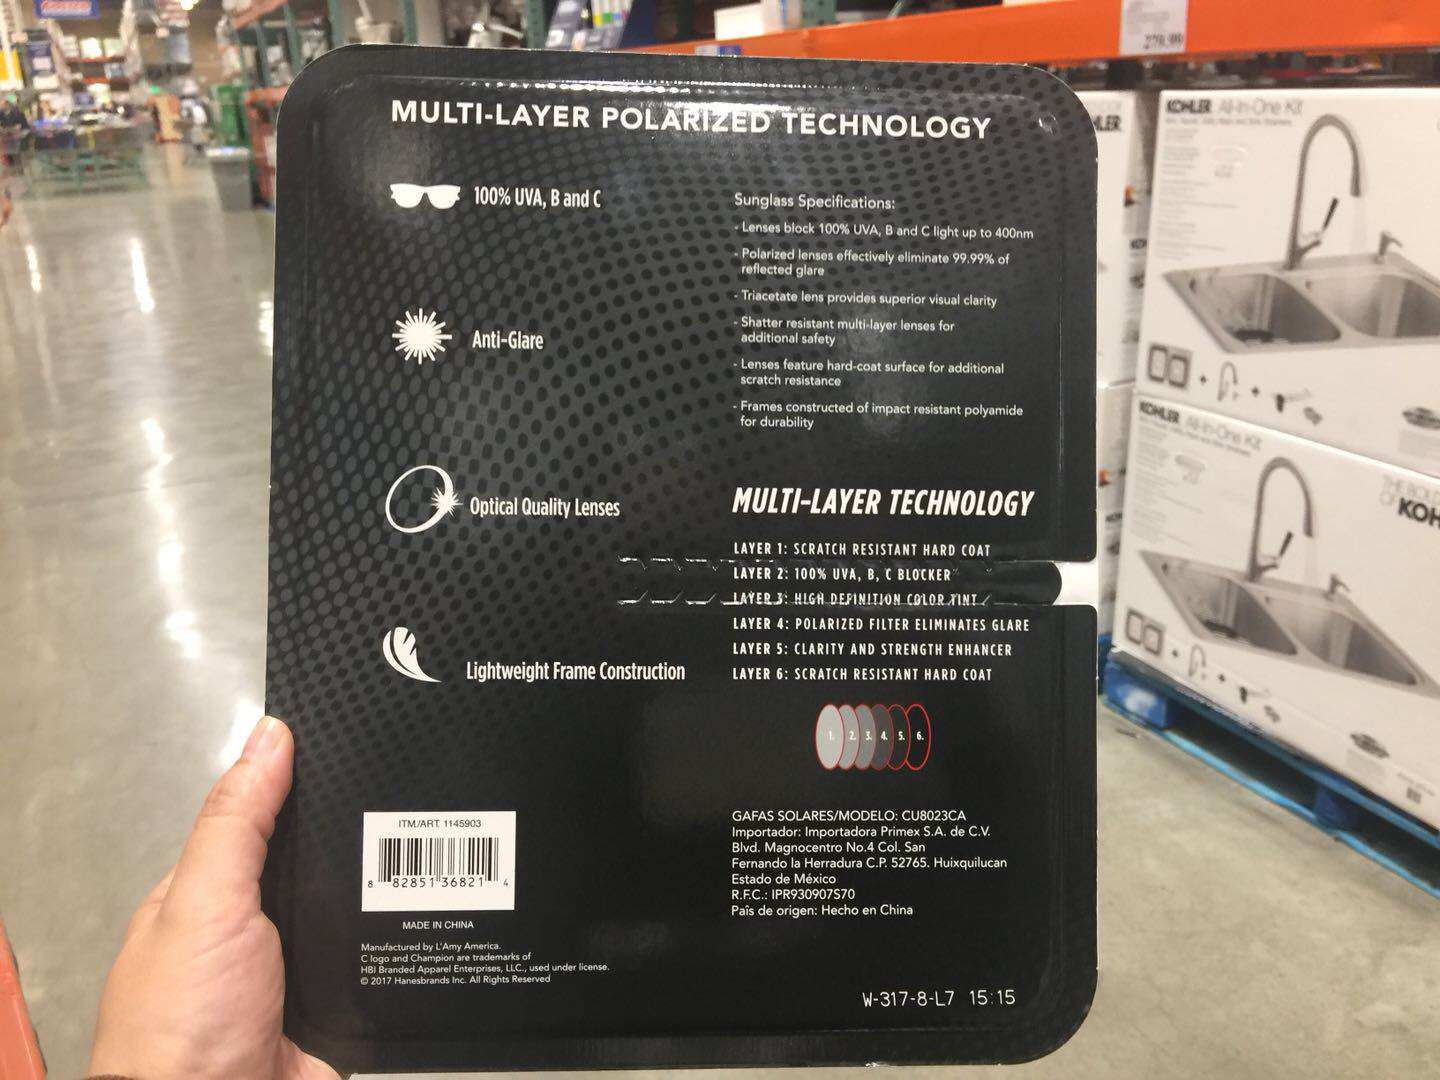 MULTI-LAYER POLARIZED TECHNOLOGY
100% UVA, B and C
Anti-Glare
Optical Quality Lenses
Lightweight Frame Construction
Sunglass Specifications:
- Lenses block 100% UVA, B and C light up to 400nm
- Polarized lenses effectively eliminate 99.99% of
reflected glare
- Triacetate lens provides superior visual clarity
- Shatter resistant multi-layer lenses for
additional safety
- Lenses feature hard-coat surface for additional
scratch resistance
- Frames constructed of impact resistant polyamide
for durability
MULTI-LAYER TECHNOLOGY
LAYER 1: SCRATCH RESISTANT HARD COAT
LAYER 2: 100% UVA, B, C BLOCKER
LAYER 3: HIGH DEFINITION COLOR TINT
LAYER 4: POLARIZED FILTER ELIMINATES GLARE
LAYER 5: CLARITY AND STRENGTH ENHANCER
LAYER 6: SCRATCH RESISTANT HARD COAT
1. 2. 3. 4. 5. 6.
ITM./ART. 1145903
8 82851 36821 4
MADE IN CHINA
Manufactured by L'Amy America.
C logo and Champion are trademarks of
HBI Branded Apparel Enterprises, LLC., used under license.
© 2017 Hanesbrands Inc. All Rights Reserved
GAFAS SOLARES/MODELO: CU8023CA
Importador: Importadora Primex S.A. de C.V.
Blvd. Magnocentro No.4 Col. San
Fernando la Herradura C.P. 52765. Huixquilucan
Estado de México
R.F.C.: IPR930907S70
Païs de origen: Hecho en China
W-317-8-L7 15:15
KOHLER All-In-One Kit
KOHLER All-In-One Kit